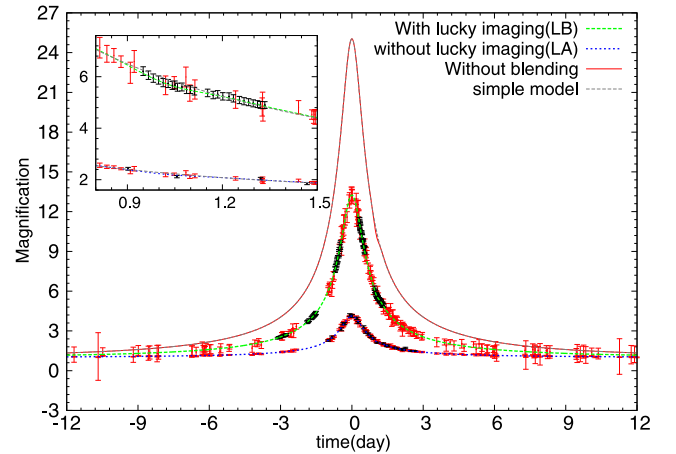 27
24
21
18
15
12
9
6
3
0
-3
Magnification
With lucky imaging(LB)
without lucky imaging(LA)
Without blending
simple model
6
4
2
0.9 1.2 1.5
-12 -9 -6 -3 0 3 6 9 12
time(day)